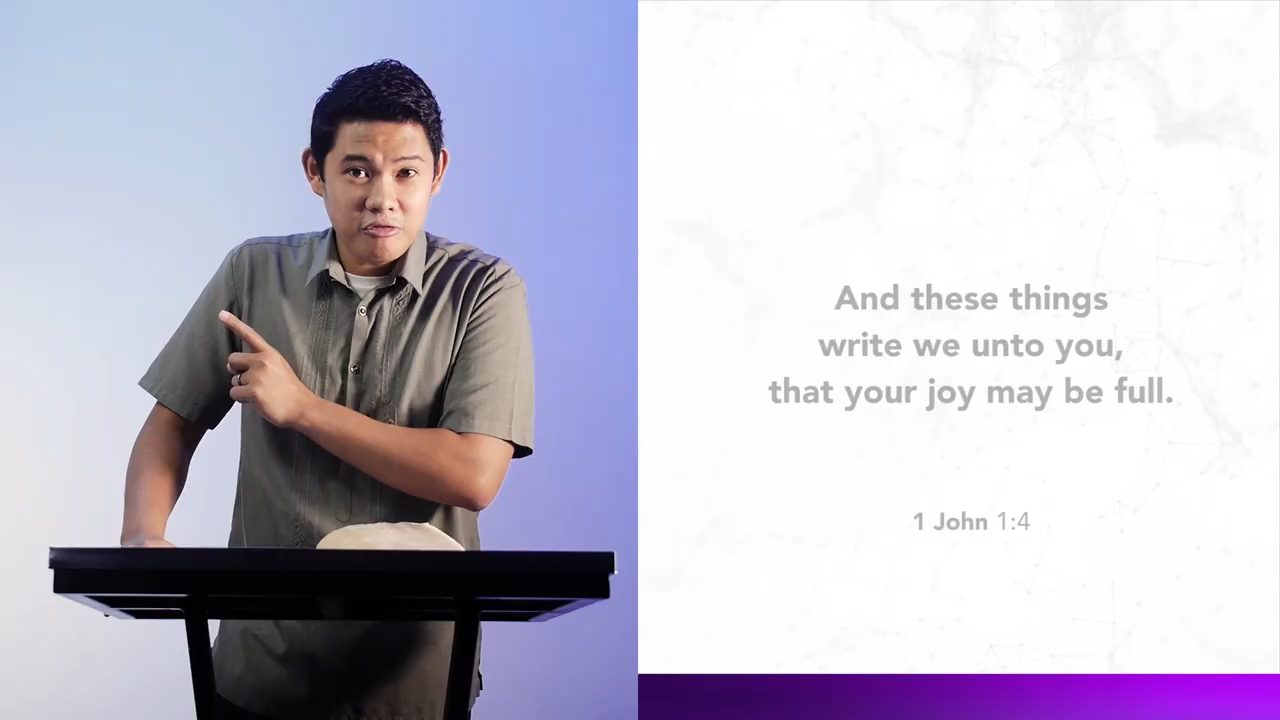 And these things
write we unto you,
that your joy may be full.
1 John 1:4